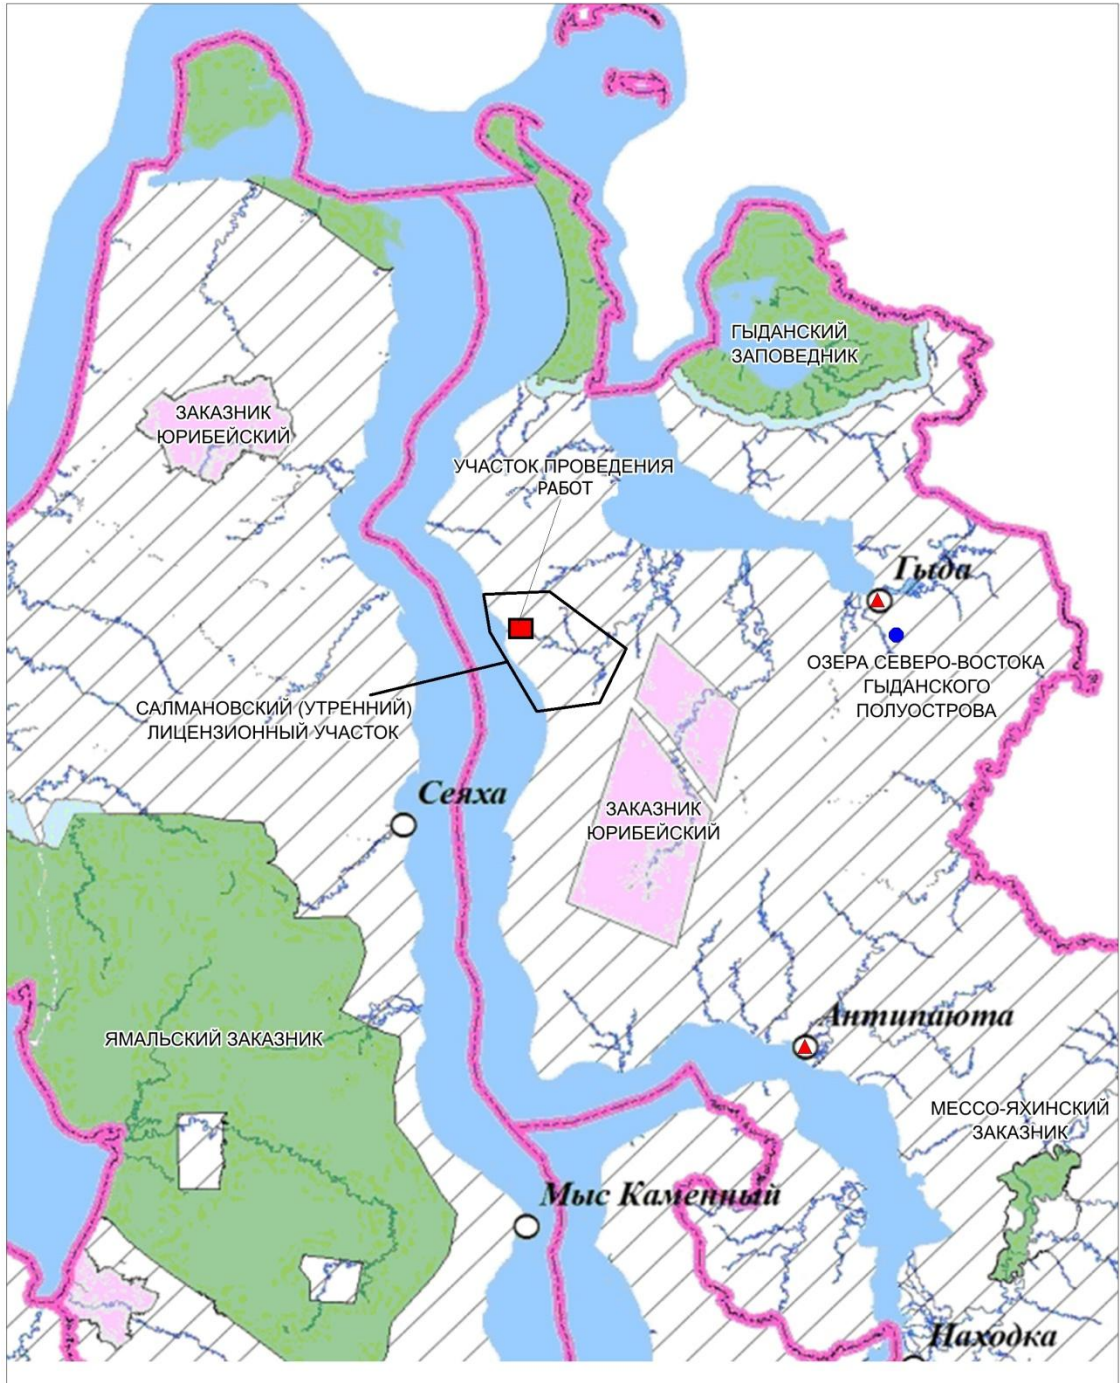 ГЫДАНСКИЙ
ЗАПОВЕДНИК
ЗАКАЗНИК
ЮРИБЕЙСКИЙ
УЧАСТОК ПРОВЕДЕНИЯ
РАБОТ
Гыда
ОЗЕРА СЕВЕРО-ВОСТОКА
ГЫДАНСКОГО
ПОЛУОСТРОВА
САЛМАНОВСКИЙ (УТРЕННИЙ)
ЛИЦЕНЗИОННЫЙ УЧАСТОК
Сеяха
ЗАКАЗНИК
ЮРИБЕЙСКИЙ
Антипаюта
ЯМАЛЬСКИЙ ЗАКАЗНИК
МЕССО-ЯХИНСКИЙ
ЗАКАЗНИК
Мыс Каменный
Находка